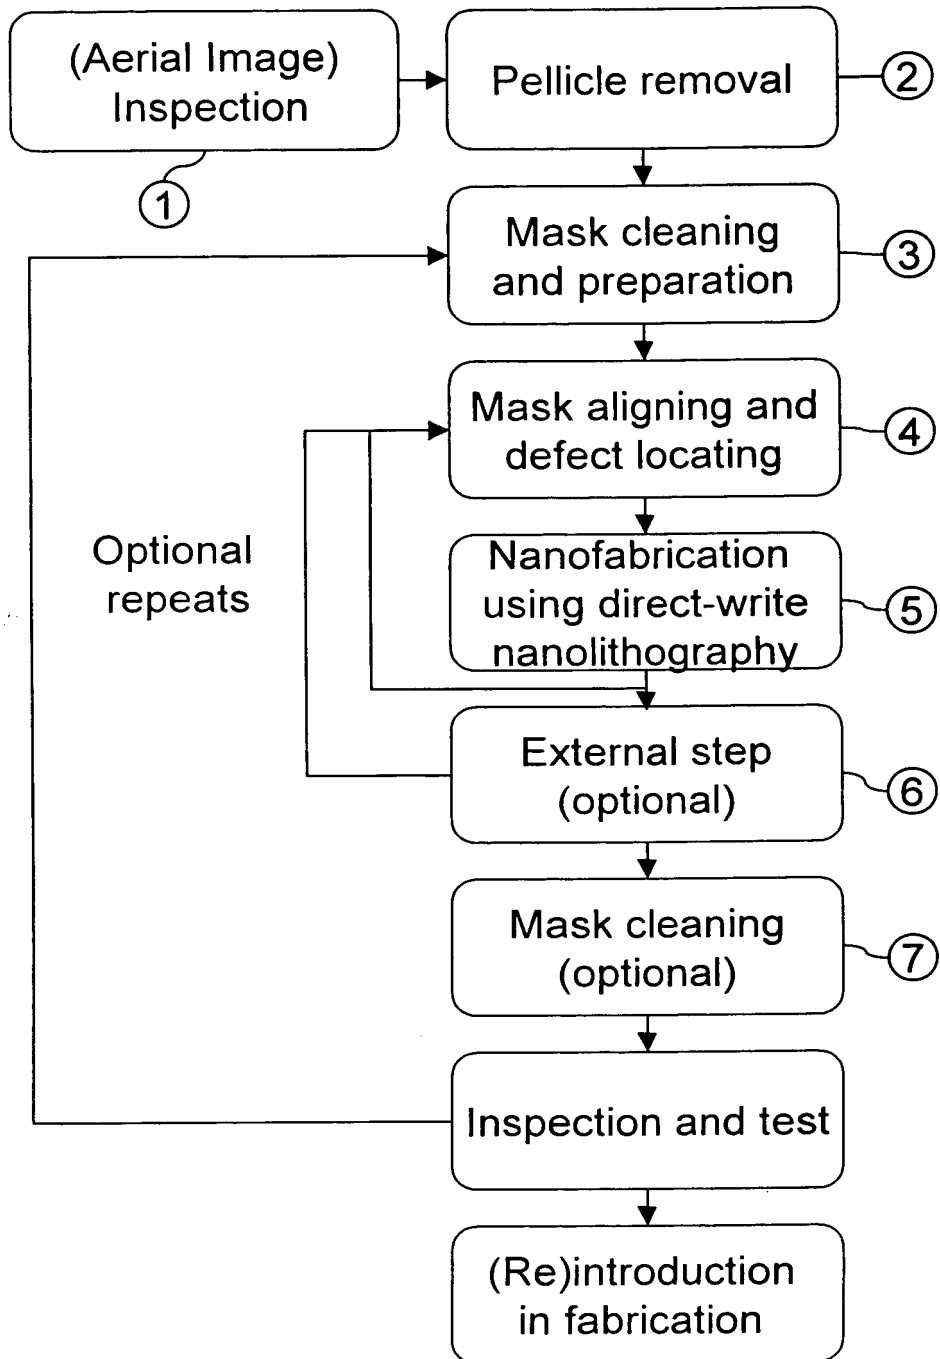 (Aerial Image)
Inspection
1
Pellicle removal
2
Mask cleaning
and preparation
3
Mask aligning and
defect locating
4
Optional
repeats
Nanofabrication
using direct-write
nanolithography
5
External step
(optional)
6
Mask cleaning
(optional)
7
Inspection and test
(Re)introduction
in fabrication